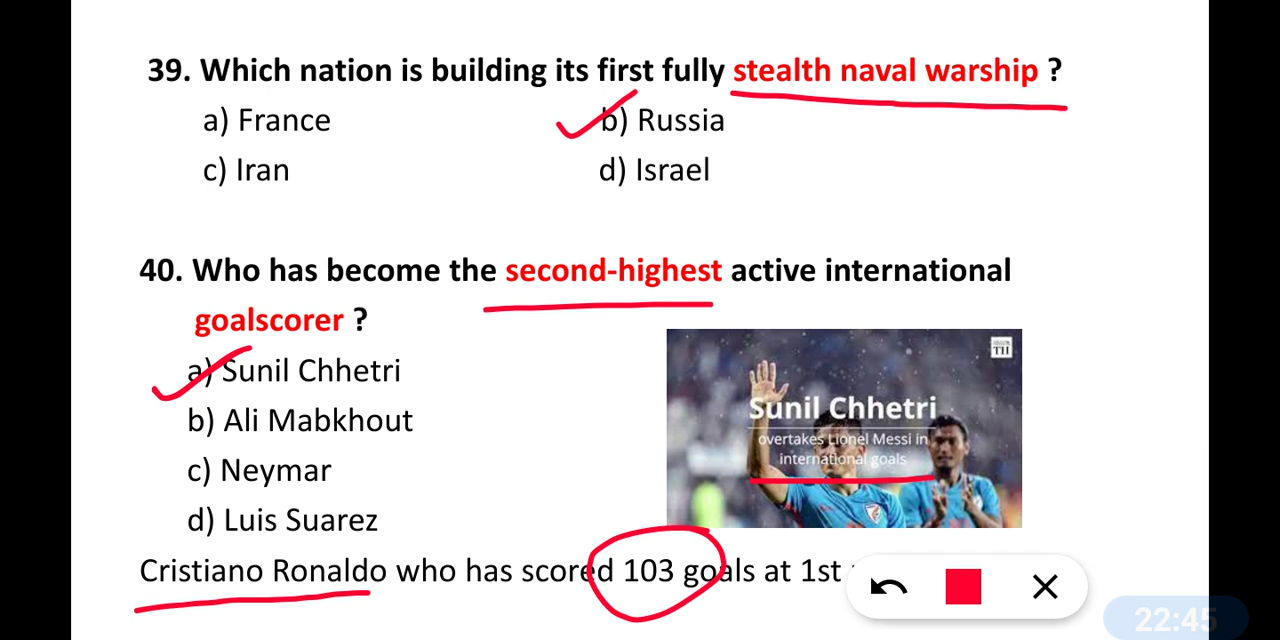 39. Which nation is building its first fully stealth naval warship ?
a) France b) Russia
c) Iran d) Israel
40. Who has become the second-highest active international
goalscorer ?
a) Sunil Chhetri
b) Ali Mabkhout
c) Neymar
d) Luis Suarez
TH
Sunil Chhetri
overtakes Lionel Messi in
international goals
Cristiano Ronaldo who has scored 103 goals at 1st
22:45